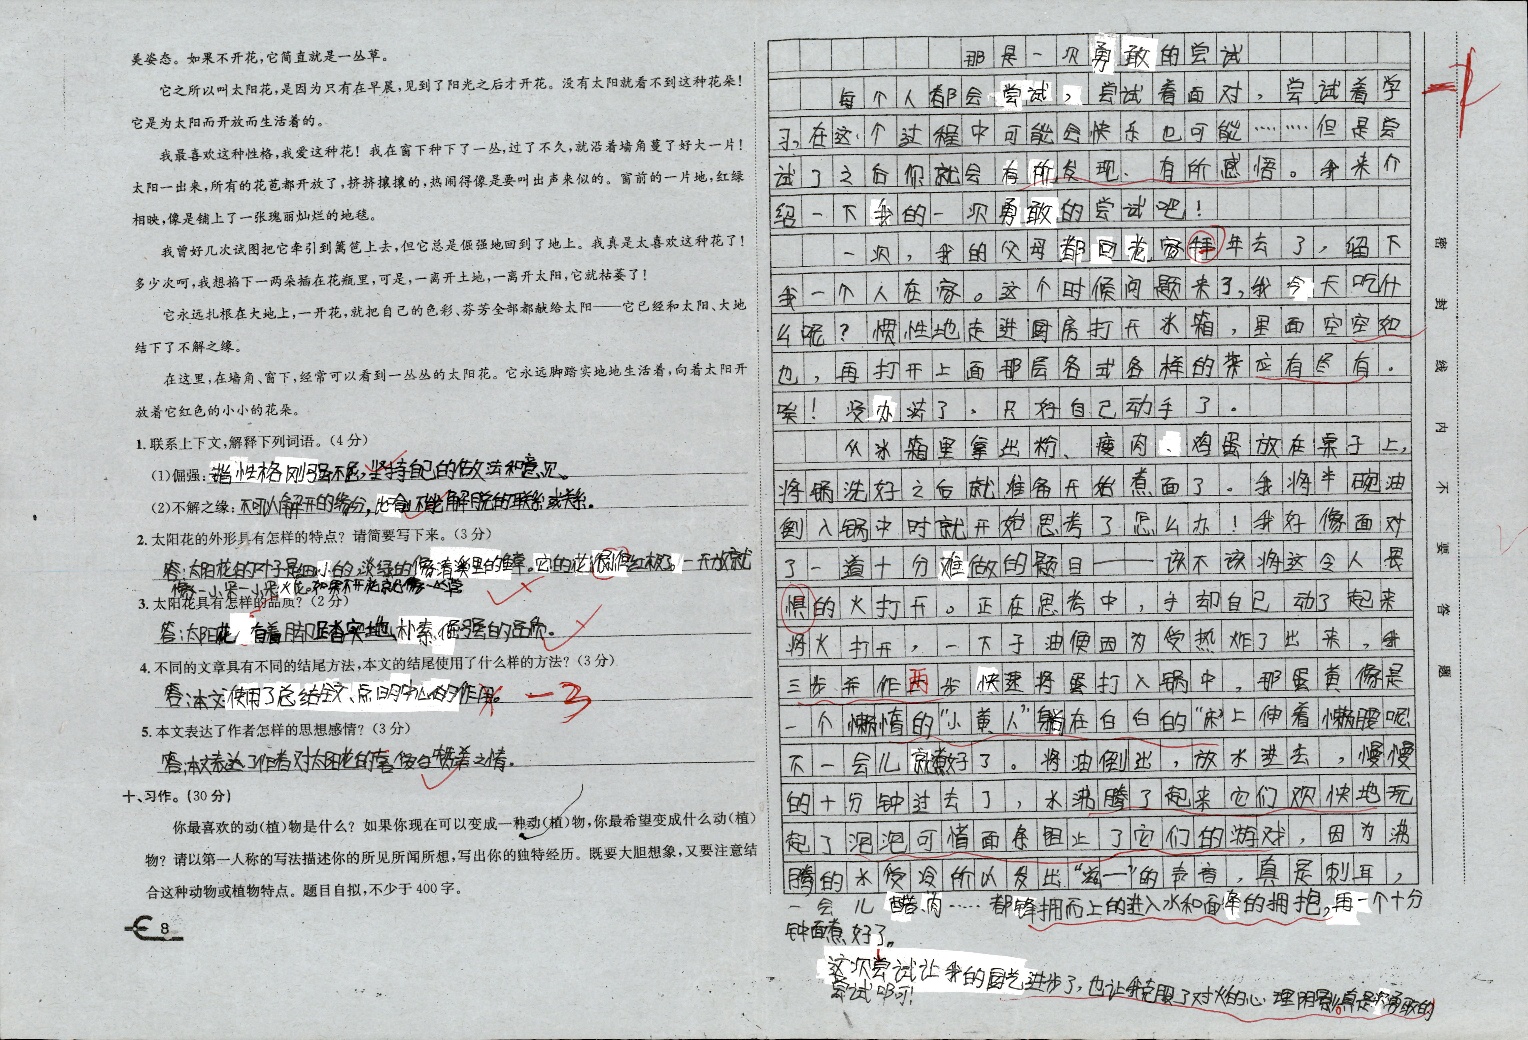 美姿态。如果不开花,它简直就是一丛草。
它之所以叫太阳花,是因为只有在早晨,见到了阳光之后才开花。没有太阳就看不到这种花朵!
它是为太阳而开放而生活着的。
我最喜欢这种性格,我爱这种花!我在窗下种下了一丛,过了不久,就沿着墙角蔓了好大一片!
太阳一出来,所有的花苞都开放了,挤挤攘攘的,热闹得像是要叫出声来似的。窗前的一片地,红绿
相映,像是铺上了一张瑰丽灿烂的地毯。
我曾好几次试图把它牵引到篱笆上去,但它总是倔强地回到了地上。我真是太喜欢这种花了!
多少次呵,我想掐下一两朵插在花瓶里,可是,一离开土地,一离开太阳,它就枯萎了!
它永远扎根在大地上,一开花,就把自己的色彩、芬芳全部都献给太阳——它已经和太阳、大地
结下了不解之缘。
在这里,在墙角、窗下,经常可以看到一丛丛的太阳花。它永远脚踏实地地生活着,向着太阳开
放着它红色的小小的花朵。
1.联系上下文,解释下列词语。(4分)
(1)倔强:指性格刚强不屈,坚持自己的做法和意见。
(2)不解之缘:不可以解开的缘分,比喻不能解脱的联系或关系。
2.太阳花的外形具有怎样的特点?请简要写下来。(3分)
答:太阳花的叶子是细小的,淡绿的,一开放就
像一小朵一小朵火花。如果不开花就像一丛草
3.太阳花具有怎样的品质?(2分)
答:太阳花有着脚踏实地、朴素、倔强的品质。
4.不同的文章具有不同的结尾方法,本文的结尾使用了什么样的方法?(3分)
答:本文使用了总结全文、点明中心的作用。 一3
5.本文表达了作者怎样的思想感情?(3分)
答:本文表达了作者对太阳花的喜爱与赞美之情。
十、习作。(30分)
你最喜欢的动(植)物是什么?如果你现在可以变成一种动(植)物,你最希望变成什么动(植)
物?请以第一人称的写法描述你的所见所闻所想,写出你的独特经历。既要大胆想象,又要注意结
合这种动物或植物特点。题目自拟,不少于400字。
8
那是一次勇敢的尝试
每个人都会尝试,尝试着面对,尝试着学
习,在这个过程中可能会快乐也可能……但是尝
试了之后你就会有所发现、有所感悟。我来介
绍一下我的一次勇敢的尝试吧!
一次,我的父母都回老家拜年去了,留下
我一个人在家。这个时候问题来了,我今天吃什
么呢?惯性地走进厨房打开冰箱,里面空空如
也,再打开上面那层各或各样的菜应有尽有。
唉!没办法了,只好自己动手了。
从冰箱里拿出粉、瘦肉、鸡蛋放在桌子上,
将锅洗好之后就准备开始煮面了。我将半碗油
倒入锅中时就开始思考了怎么办!我好像面对
了一道十分难做的题目——该不该将这令人畏
惧的火打开。正在思考中,手却自己动了起来
将火打开,一下子油便因为受热炸了出来,我
三步并作两步快速将蛋打入锅中,那蛋黄像是
一个懒惰的“小黄人”躺在白白的“床”上伸着懒腰呢
不一会儿就煮好了。将油倒出,放水进去,慢慢
的十分钟过去了,水沸腾了起来它们欢快地玩
起了泡泡可惜面条阻止了它们的游戏,因为沸
腾的水变冷所以发出“滋一”的声音,真是刺耳,
一会儿醋、肉……都蜂拥而上的进入水和面条的拥抱,再一个十分
钟面煮好了。
这次尝试让我的厨艺进步了,也让我克服了对火的心理阴影,真是次勇敢的
尝试啊!
密封线内不要答题